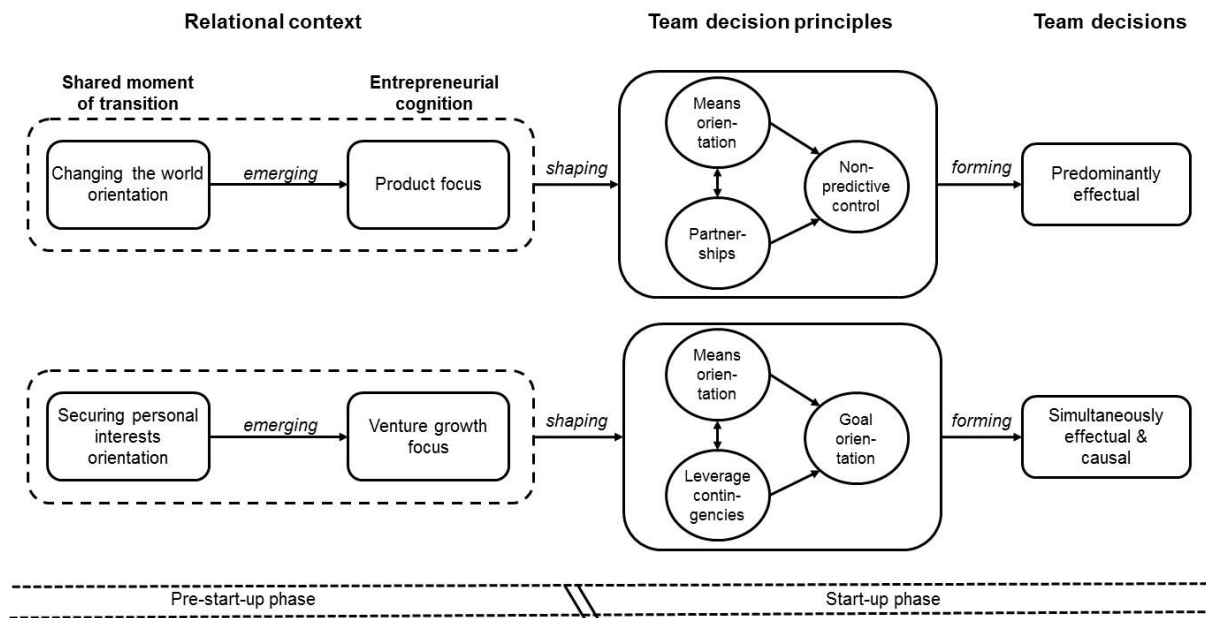 Relational context
Team decision principles
Team decisions
Shared moment
of transition
Entrepreneurial
cognition
Changing the world
orientation
emerging
Product focus
shaping
Means
orien-
tation
Partner-
ships
Non-
predictive
control
forming
Predominantly
effectual
Securing personal
interests
orientation
emerging
Venture growth
focus
shaping
Means
orien-
tation
Leverage
contin-
gencies
Goal
orien-
tation
forming
Simultaneously
effectual &
causal
Pre-start-up phase
Start-up phase